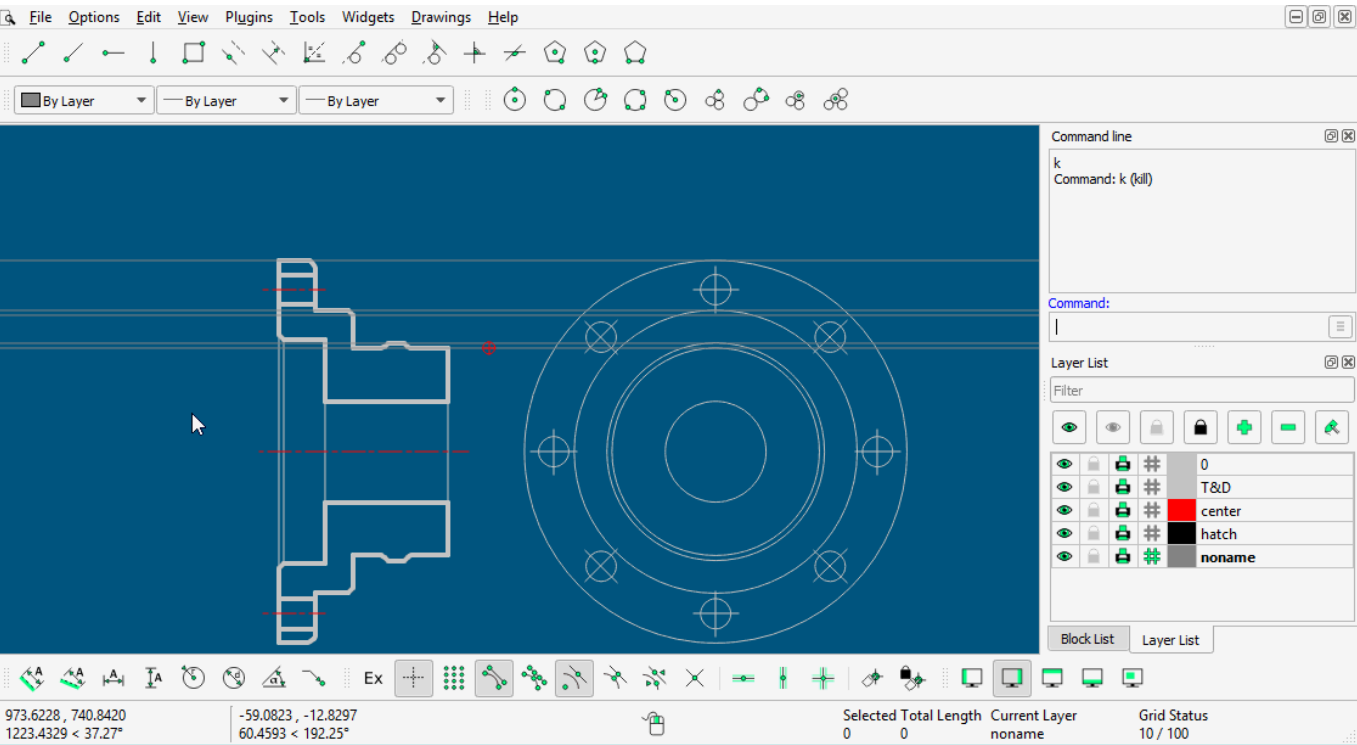 File Options Edit View Plugins Tools Widgets Drawings Help
By Layer By Layer By Layer
Command line
k
Command: k (kill)
Command:
Layer List
Filter
0
T&D
center
hatch
noname
Block List Layer List
Ex
973.6228 , 740.8420 -59.0823 , -12.8297 Selected Total Length Current Layer Grid Status
1223.4329 < 37.27° 60.4593 < 192.25° 0 0 noname 10 / 100